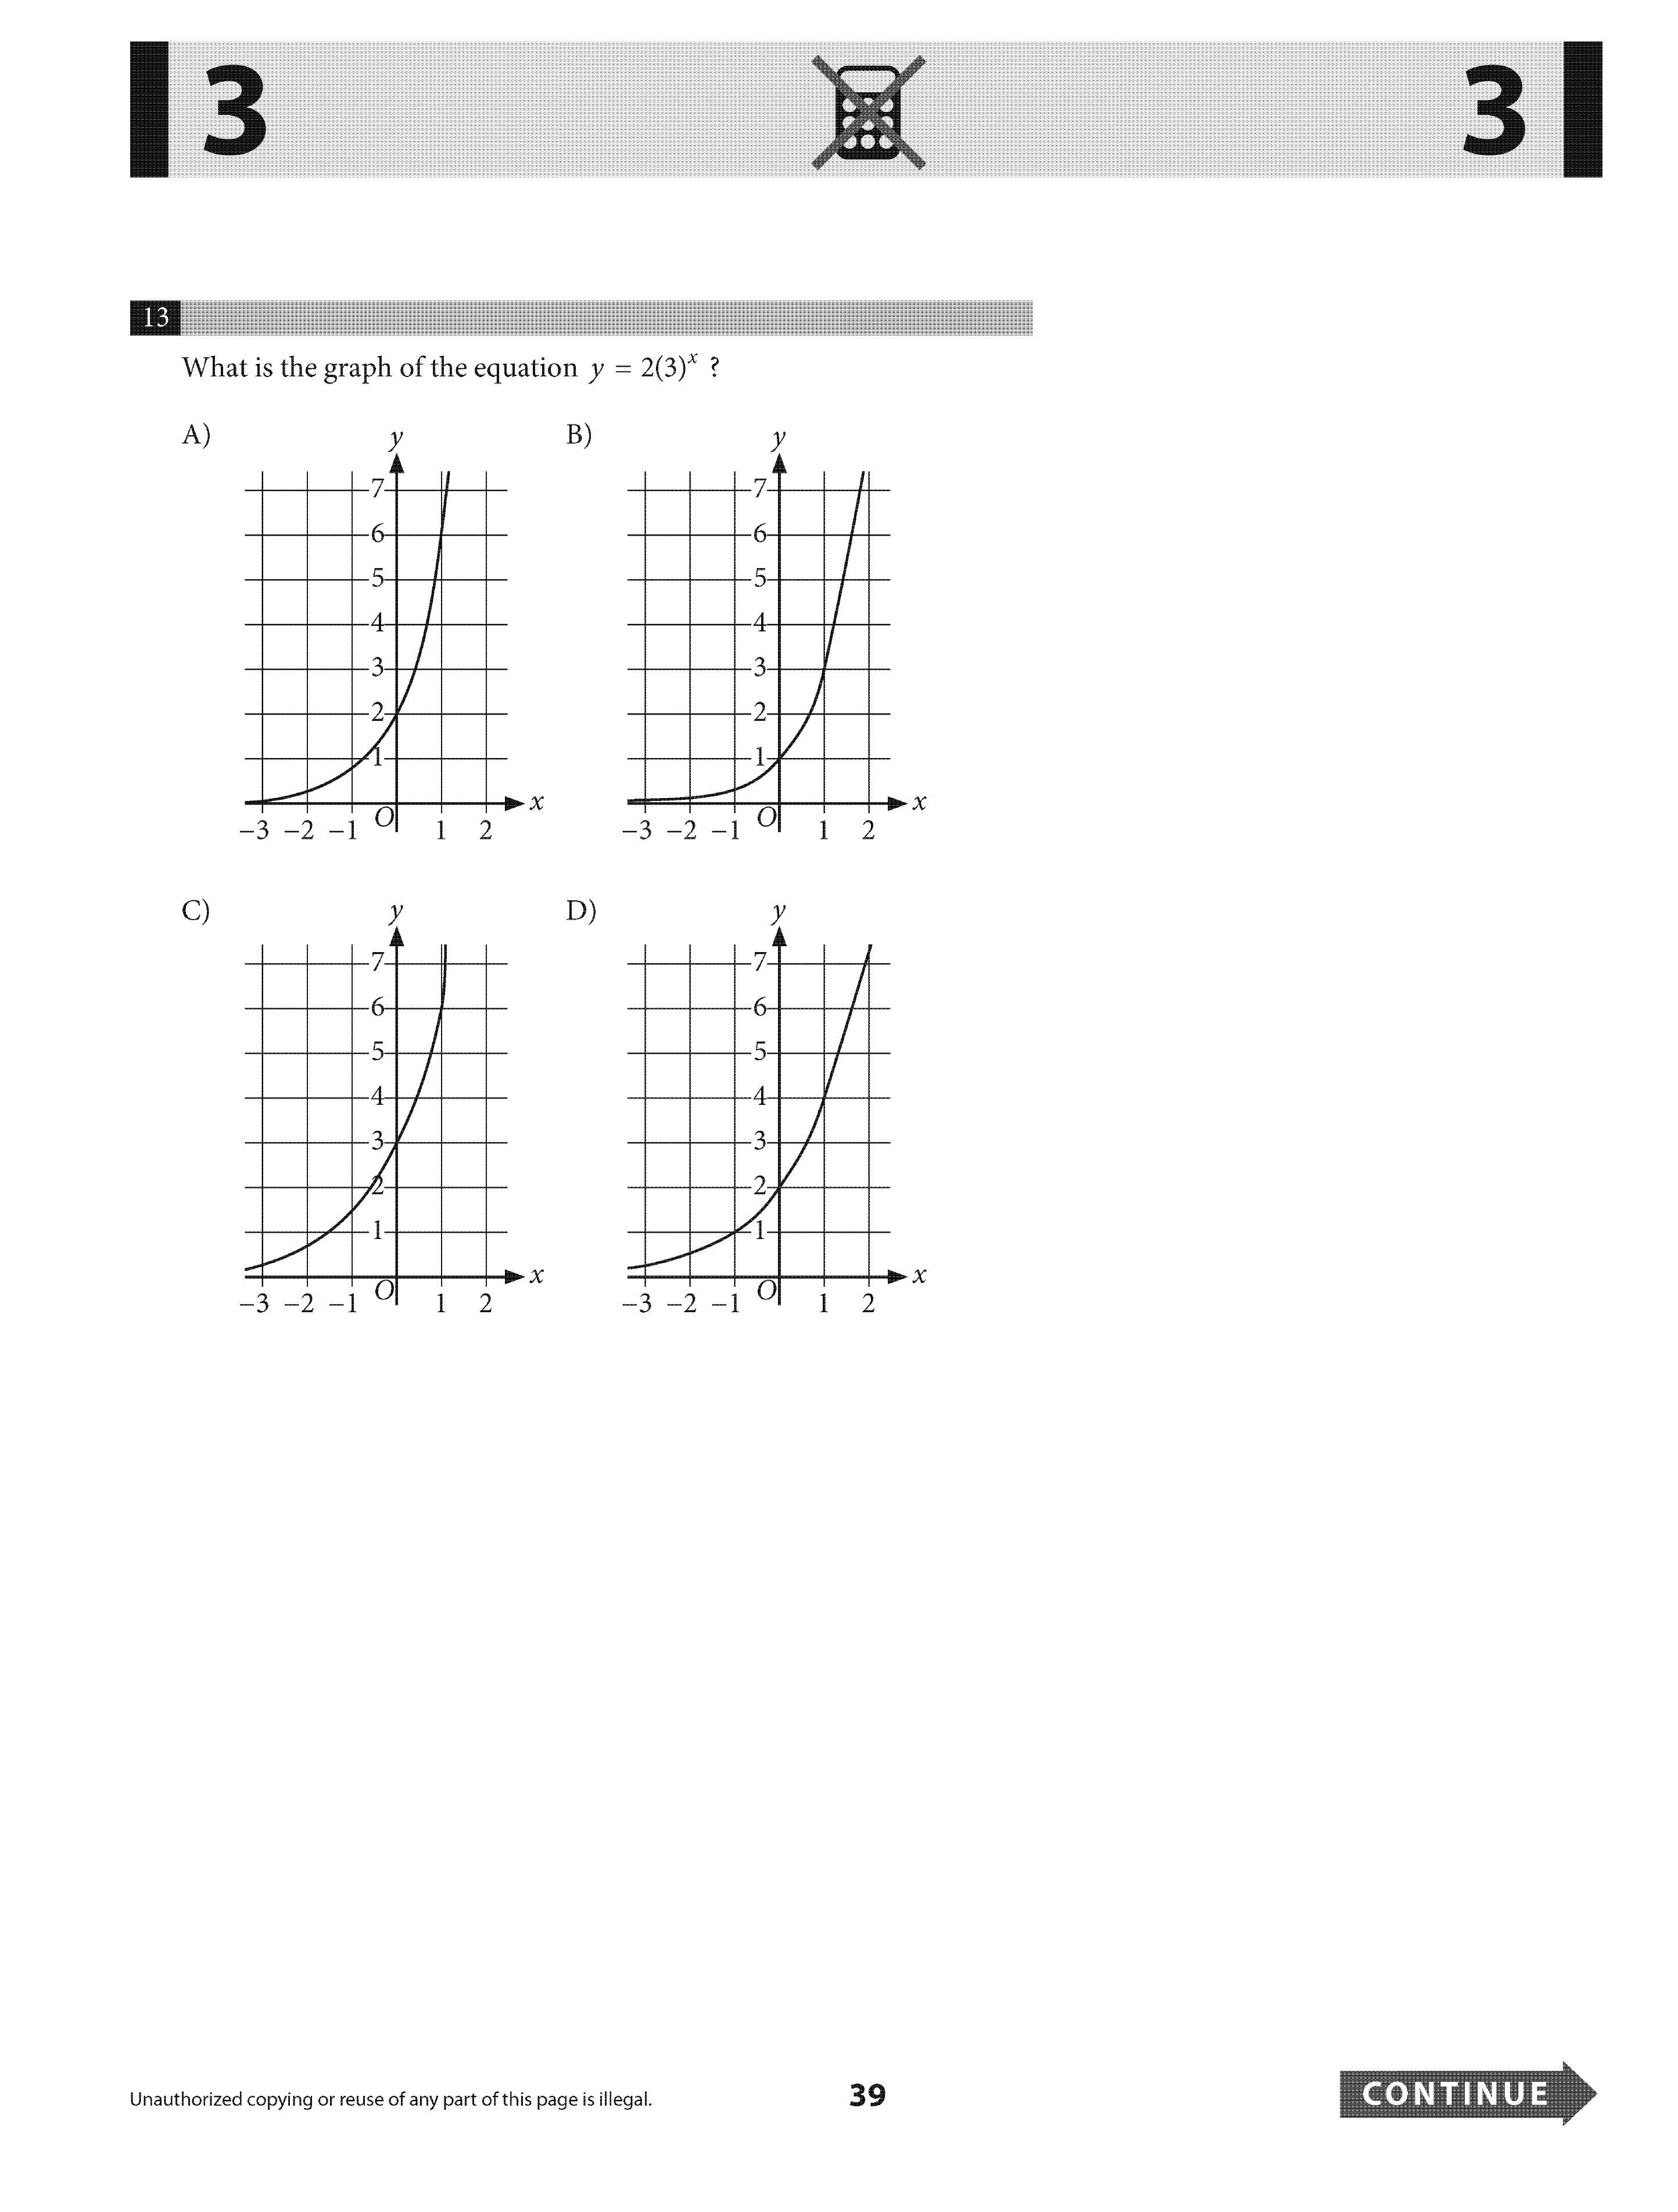 3 3
13
What is the graph of the equation y = 2(3)^x ?
A) B)
y y
7 7
6 6
5 5
4 4
3 3
2 2
1 1
O x O x
−3 −2 −1 1 2 −3 −2 −1 1 2
C) D)
y y
7 7
6 6
5 5
4 4
3 3
2 2
1 1
O x O x
−3 −2 −1 1 2 −3 −2 −1 1 2
Unauthorized copying or reuse of any part of this page is illegal. 39 CONTINUE